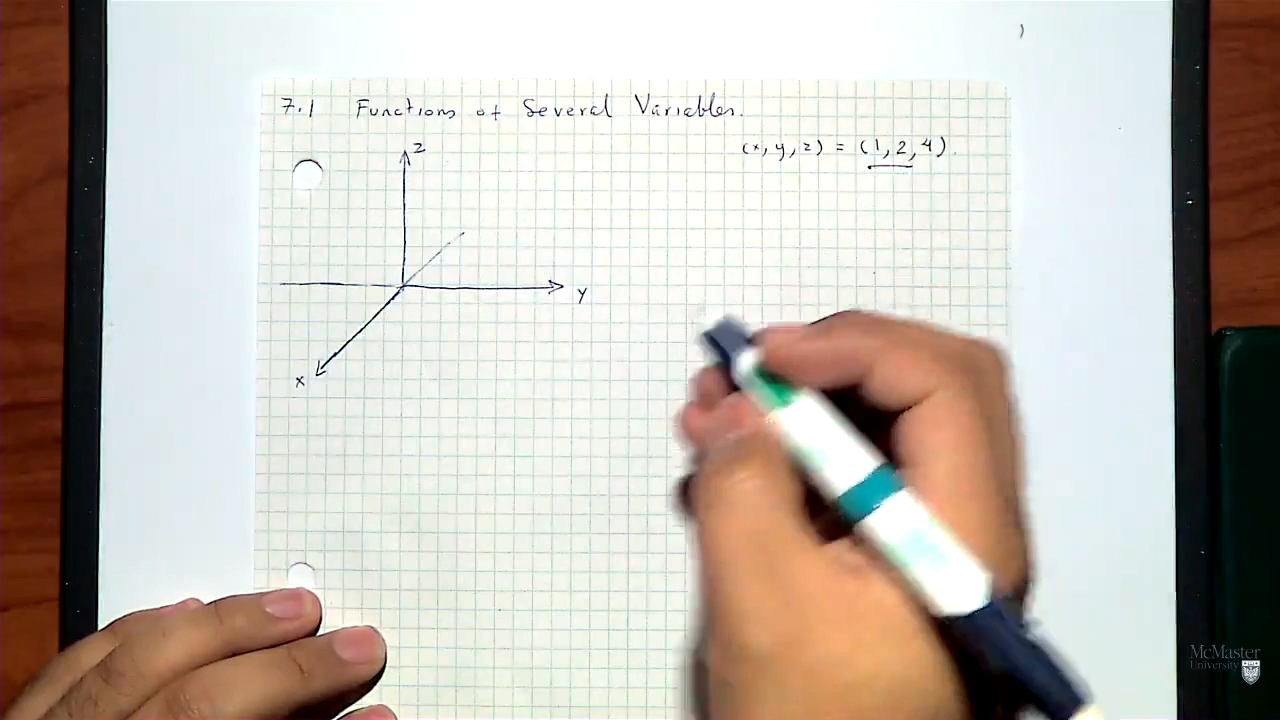 7.1 Functions of Several Variables.
(x, y, z) = (1, 2, 4).
z
y
x
McMaster
University